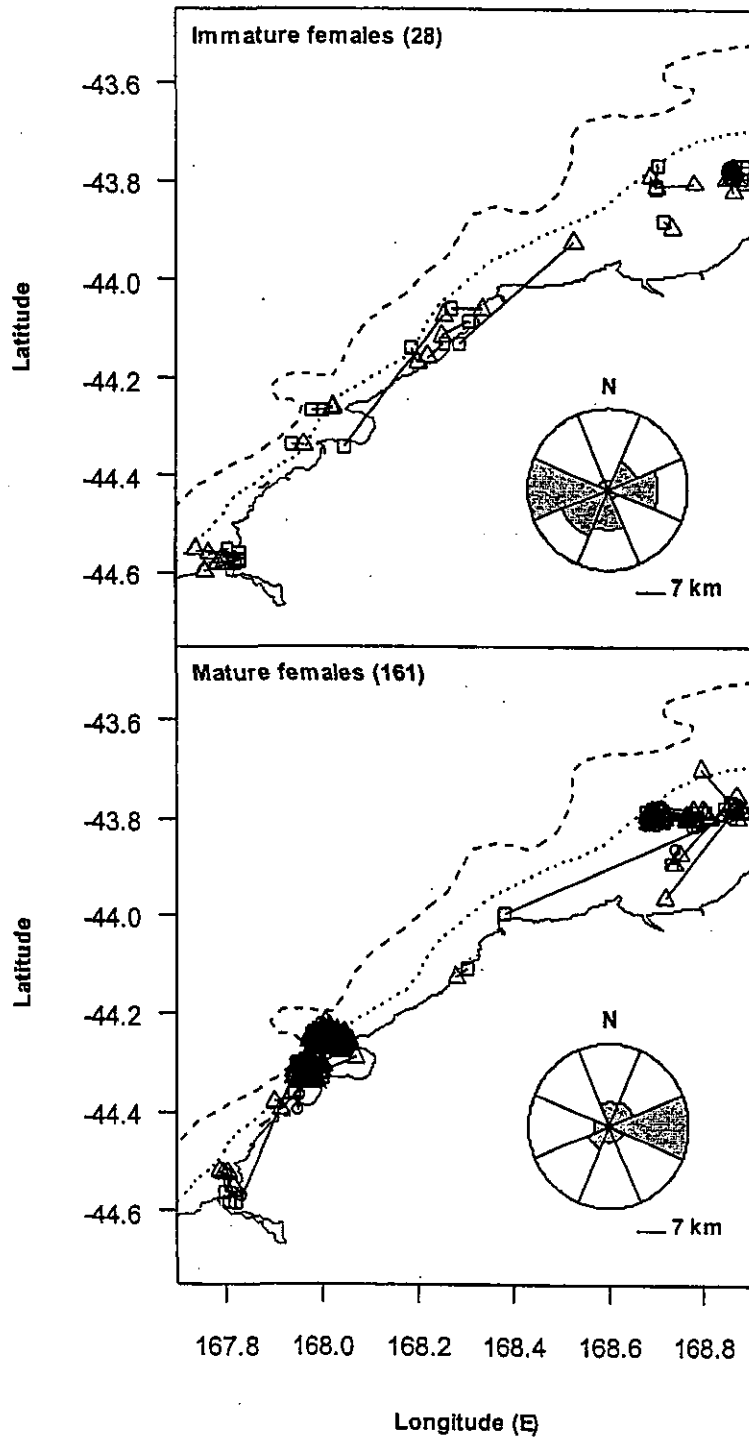 Immature females (28)
-43.6
-43.8
-44.0
-44.2
-44.4
-44.6
Latitude
N
7 km
Mature females (161)
-43.6
-43.8
-44.0
-44.2
-44.4
-44.6
Latitude
N
7 km
167.8 168.0 168.2 168.4 168.6 168.8
Longitude (E)